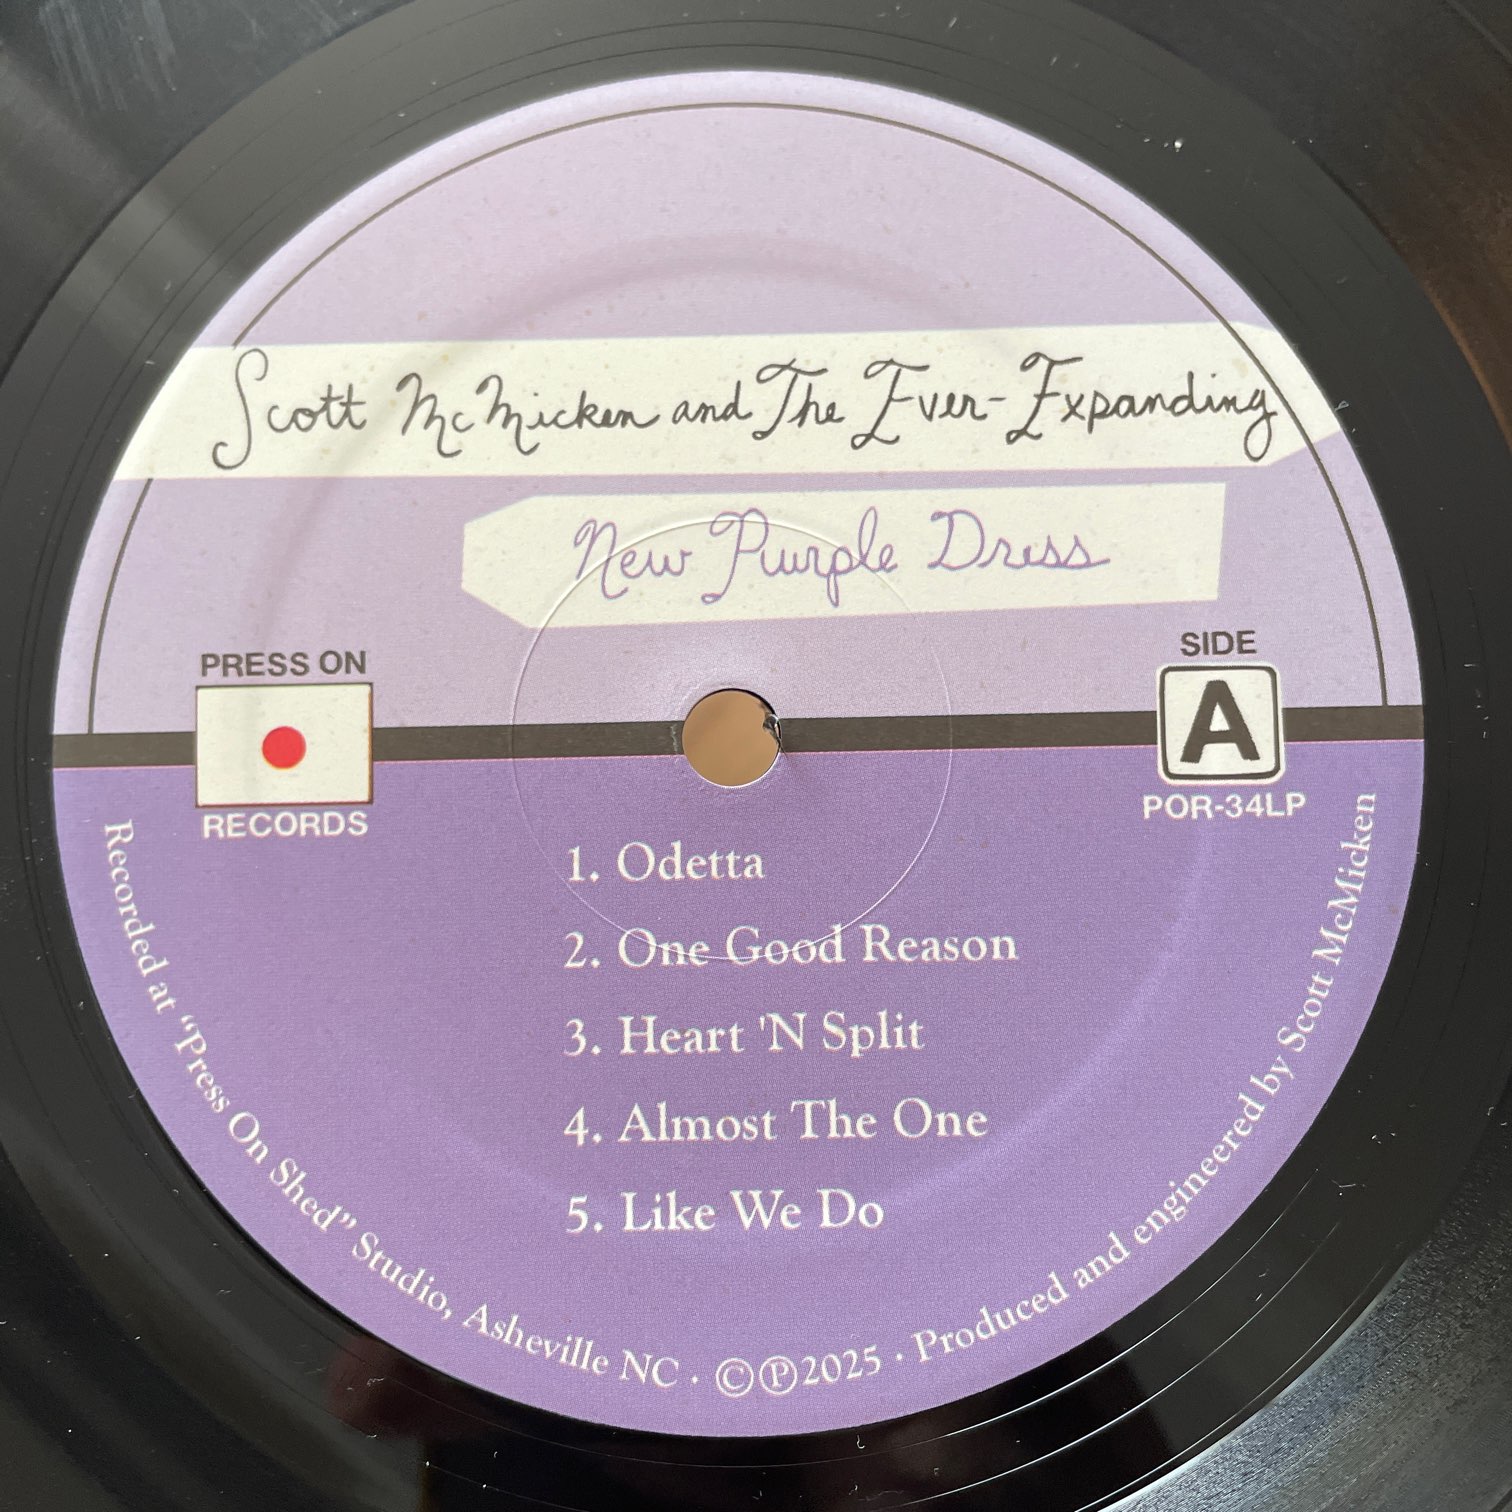 Scott McMicken and The Ever-Expanding
New Purple Dress
PRESS ON
RECORDS
SIDE
A
POR-34LP
1. Odetta
2. One Good Reason
3. Heart 'N Split
4. Almost The One
5. Like We Do
Recorded at “Press On Shed” Studio, Asheville NC · ©℗2025 · Produced and engineered by Scott McMicken